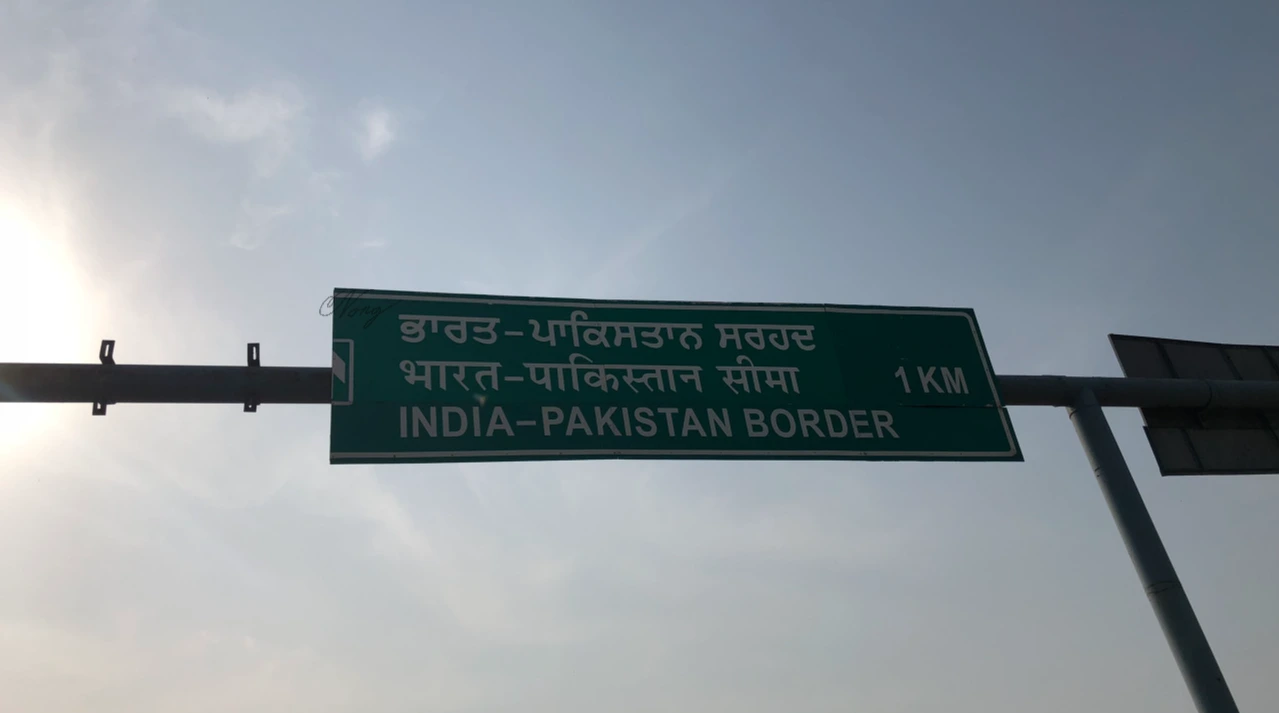 ਭਾਰਤ-ਪਾਕਿਸਤਾਨ ਸਰਹਦ
भारत-पाकिस्तान सीमा
1 KM
INDIA-PAKISTAN BORDER